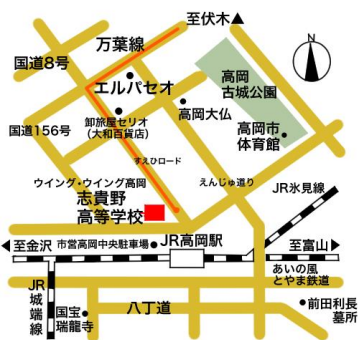 至伏木▲
万葉線
国道8号
エルパセオ
高岡
古城公園
N
御旅屋セリオ
(大和百貨店)
高岡大仏
国道156号
高岡市
体育館
すえひロード
ウイング・ウイング高岡
えんじゅ通り
JR氷見線
志貴野
高等学校
◀至金沢
市営高岡中央駐車場
JR高岡駅
至富山▶
あいの風
とやま鉄道
JR
城端線
国宝
瑞龍寺
八丁道
前田利長
墓所